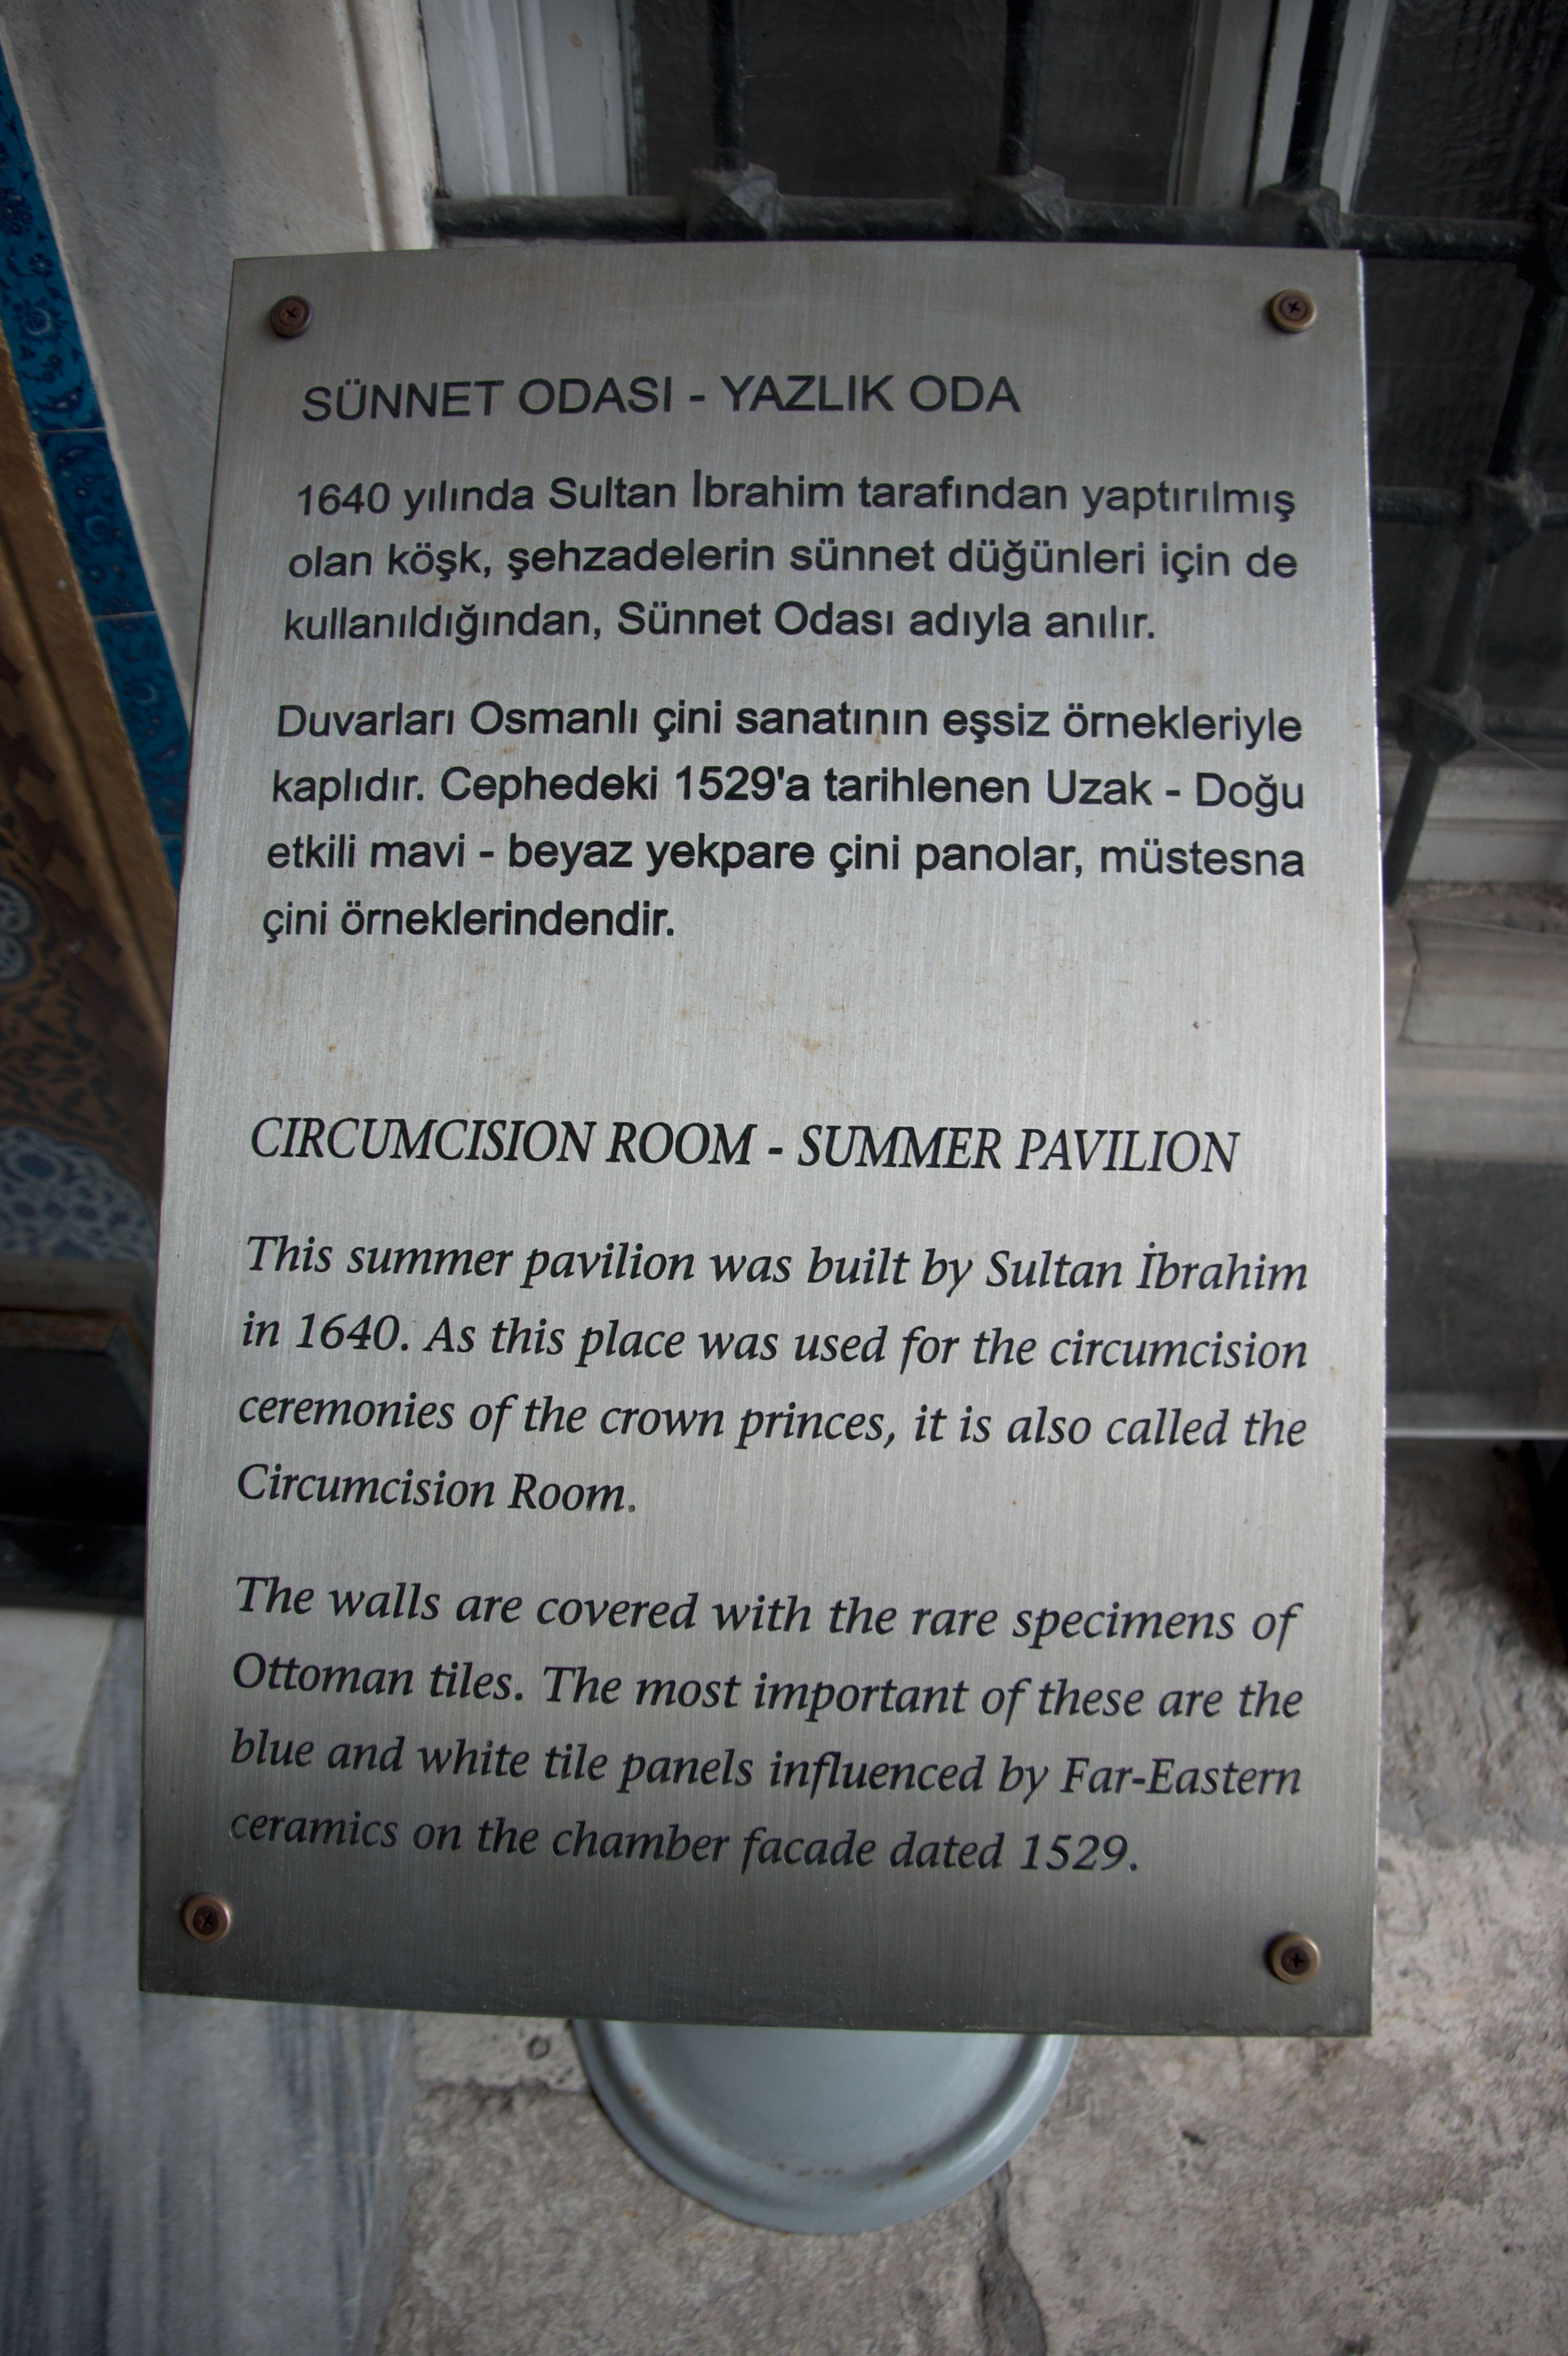 SÜNNET ODASI - YAZLIK ODA
1640 yılında Sultan İbrahim tarafından yaptırılmış
olan köşk, şehzadelerin sünnet düğünleri için de
kullanıldığından, Sünnet Odası adıyla anılır.
Duvarları Osmanlı çini sanatının eşsiz örnekleriyle
kaplıdır. Cephedeki 1529'a tarihlenen Uzak - Doğu
etkili mavi - beyaz yekpare çini panolar, müstesna
çini örneklerindendir.
CIRCUMCISION ROOM - SUMMER PAVILION
This summer pavilion was built by Sultan İbrahim
in 1640. As this place was used for the circumcision
ceremonies of the crown princes, it is also called the
Circumcision Room.
The walls are covered with the rare specimens of
Ottoman tiles. The most important of these are the
blue and white tile panels influenced by Far-Eastern
ceramics on the chamber facade dated 1529.